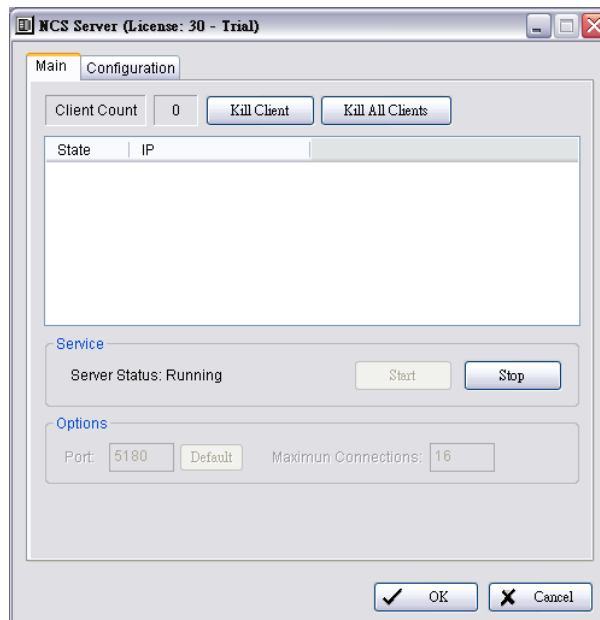 NCS Server (License: 30 - Trial)
Main Configuration
Client Count 0 Kill Client Kill All Clients
State IP
Service
Server Status: Running Start Stop
Options
Port: 5180 Default Maximun Connections: 16
OK Cancel